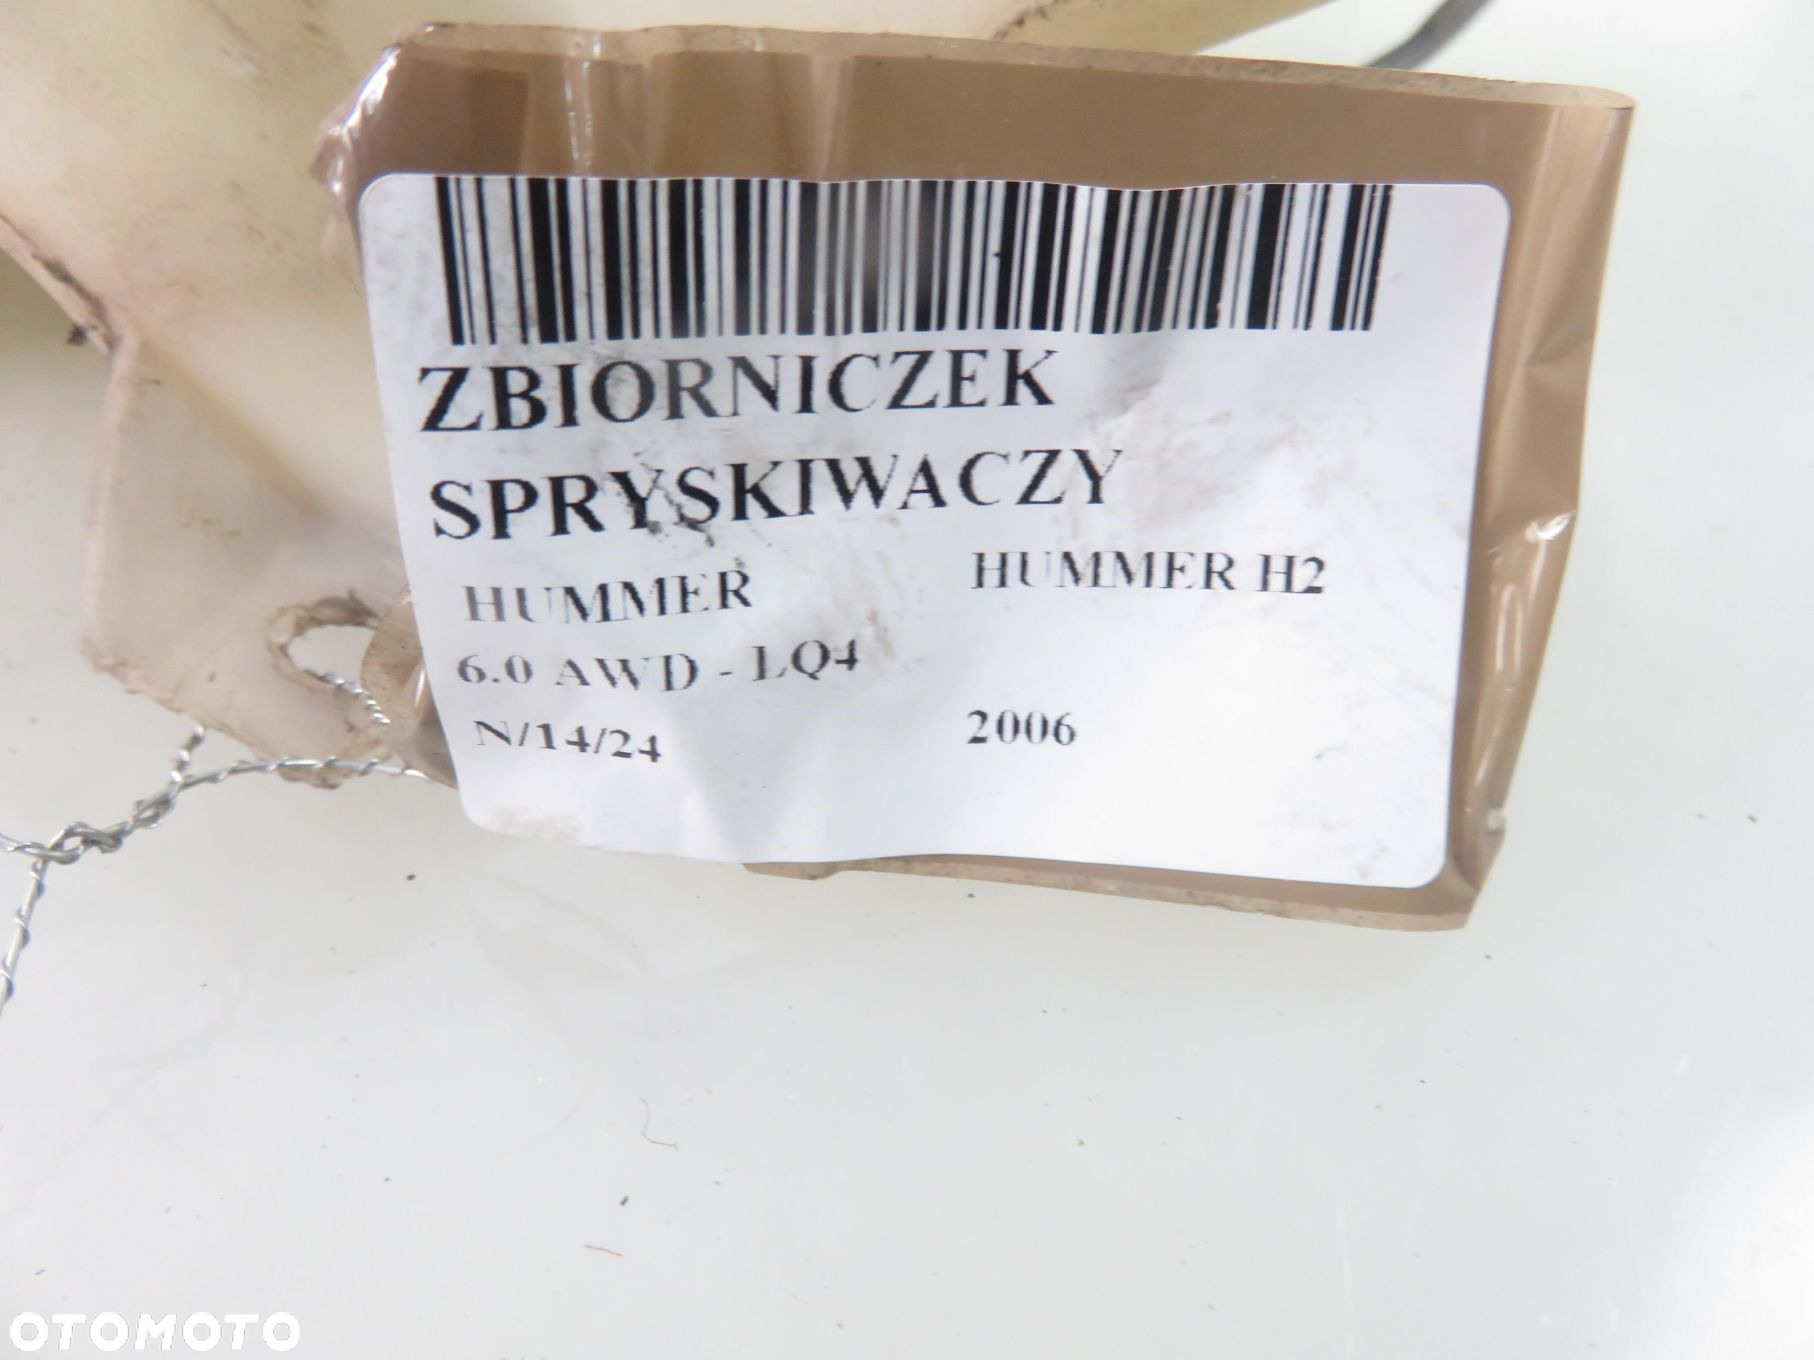 ZBIORNICZEK
SPRYSKIWACZY
HUMMER HUMMER H2
6.0 AWD - LQ4
N/14/24 2006
OTOMOTO